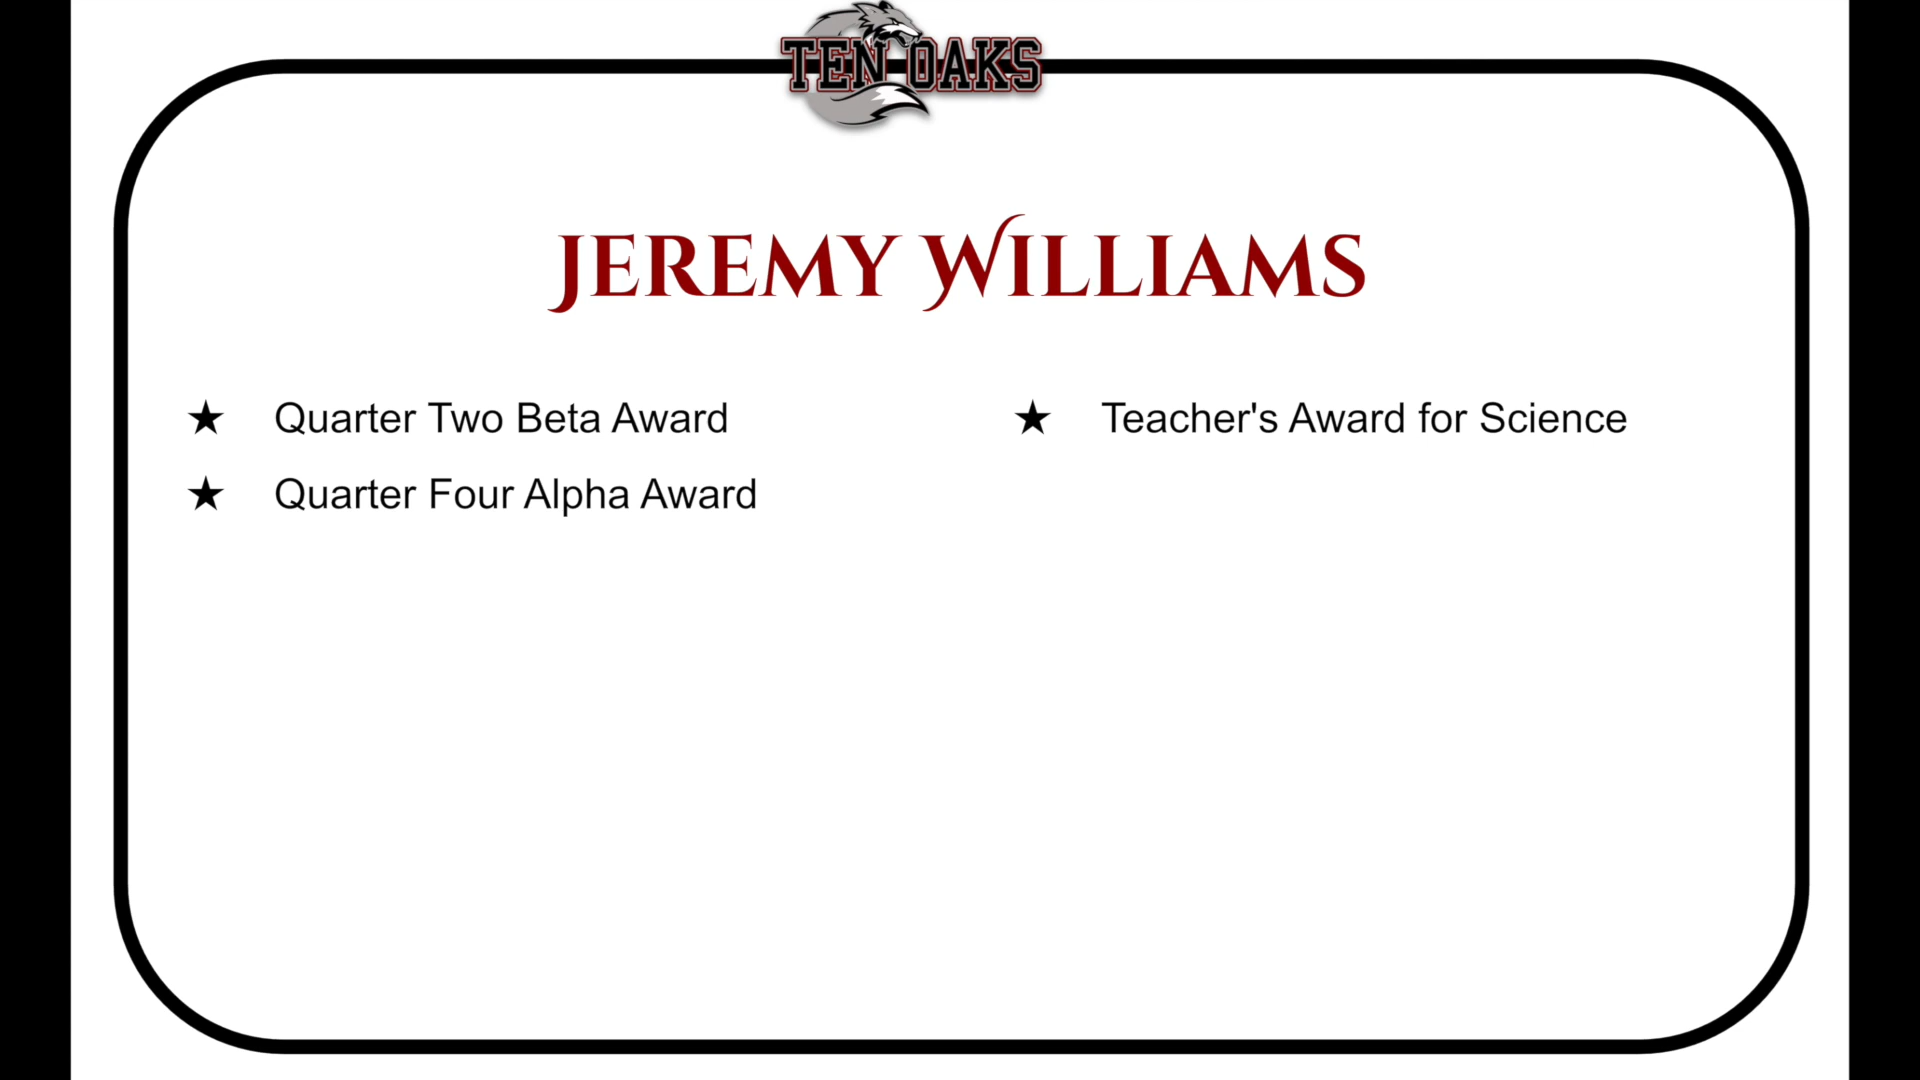 TEN OAKS
JEREMY WILLIAMS
★ Quarter Two Beta Award
★ Quarter Four Alpha Award
★ Teacher's Award for Science